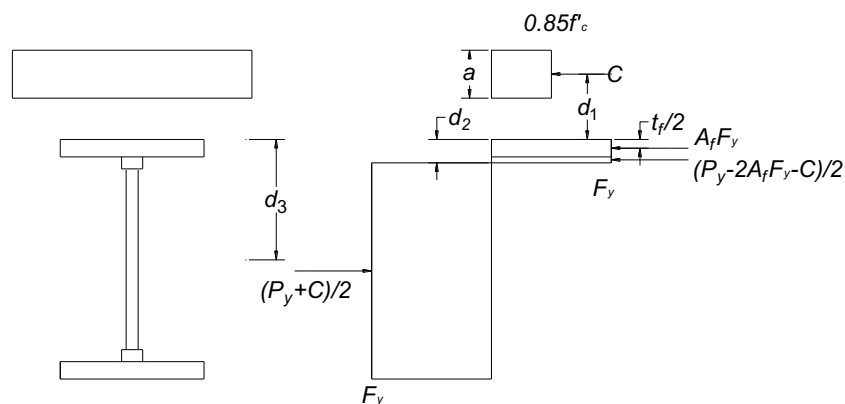 0.85f'c
a
C
d1
d2
tf/2
AfFy
(Py-2AfFy-C)/2
Fy
d3
(Py+C)/2
Fy